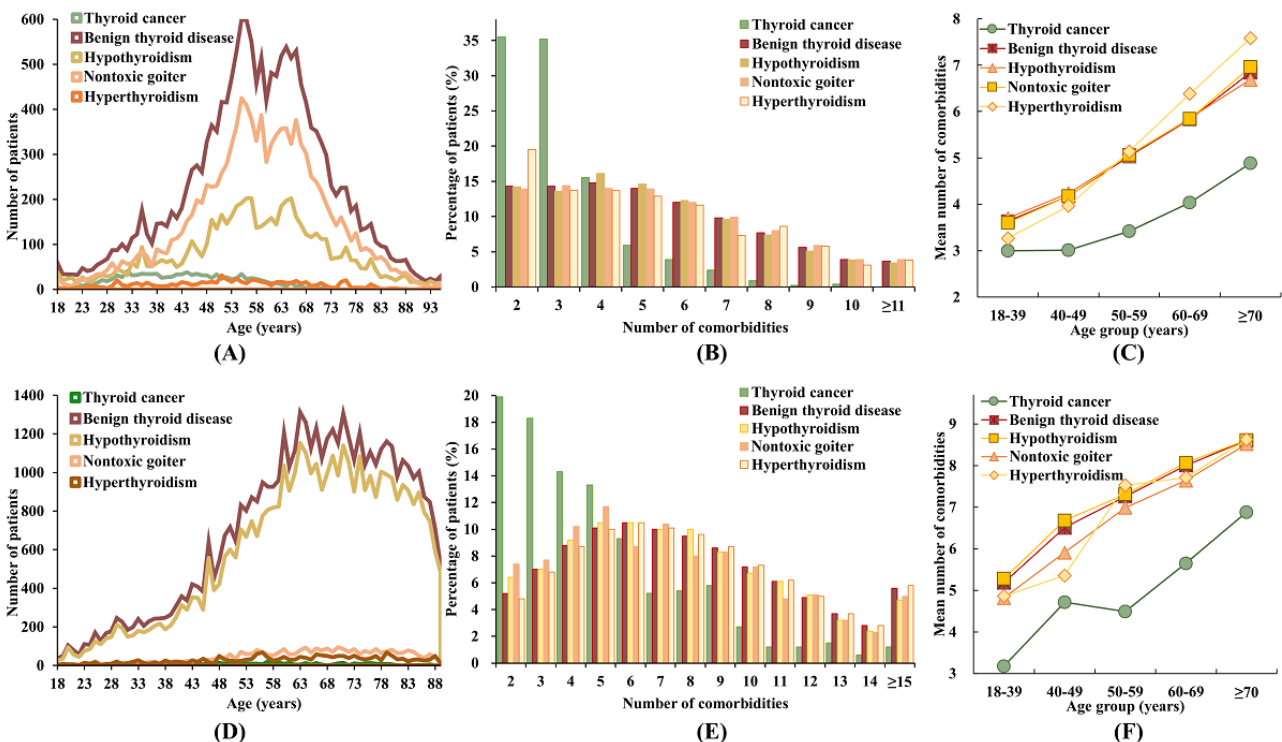 600
500
400
300
200
100
0
Number of patients
Thyroid cancer
Benign thyroid disease
Hypothyroidism
Nontoxic goiter
Hyperthyroidism
18 23 28 33 38 43 48 53 58 63 68 73 78 83 88 93
Age (years)
(A)
35
30
25
20
15
10
5
0
Percentage of patients (%)
Thyroid cancer
Benign thyroid disease
Hypothyroidism
Nontoxic goiter
Hyperthyroidism
2 3 4 5 6 7 8 9 10 ≥11
Number of comorbidities
(B)
8
7
6
5
4
3
2
Mean number of comorbidities
Thyroid cancer
Benign thyroid disease
Hypothyroidism
Nontoxic goiter
Hyperthyroidism
18-39 40-49 50-59 60-69 ≥70
Age group (years)
(C)
1400
1200
1000
800
600
400
200
0
Number of patients
Thyroid cancer
Benign thyroid disease
Hypothyroidism
Nontoxic goiter
Hyperthyroidism
18 23 28 33 38 43 48 53 58 63 68 73 78 83 88
Age (years)
(D)
20
18
16
14
12
10
8
6
4
2
0
Percentage of patients (%)
Thyroid cancer
Benign thyroid disease
Hypothyroidism
Nontoxic goiter
Hyperthyroidism
2 3 4 5 6 7 8 9 10 11 12 13 14 ≥15
Number of comorbidities
(E)
9
8
7
6
5
4
3
Mean number of comorbidities
Thyroid cancer
Benign thyroid disease
Hypothyroidism
Nontoxic goiter
Hyperthyroidism
18-39 40-49 50-59 60-69 ≥70
Age group (years)
(F)